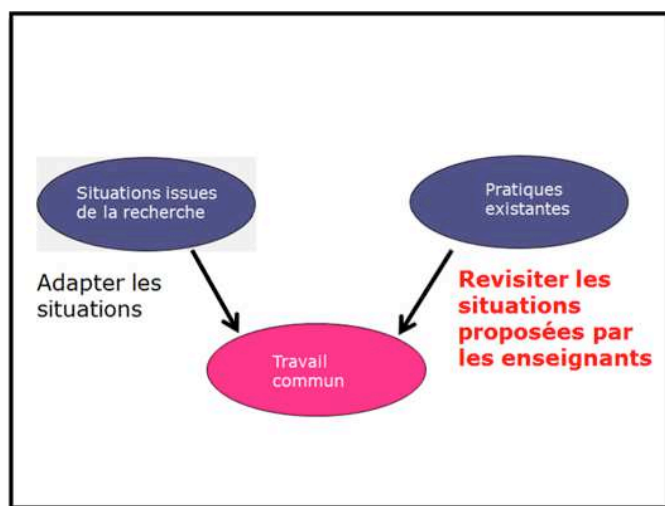 Situations issues
de la recherche
Pratiques
existantes
Adapter les
situations
Revisiter les
situations
proposées par
les enseignants
Travail
commun